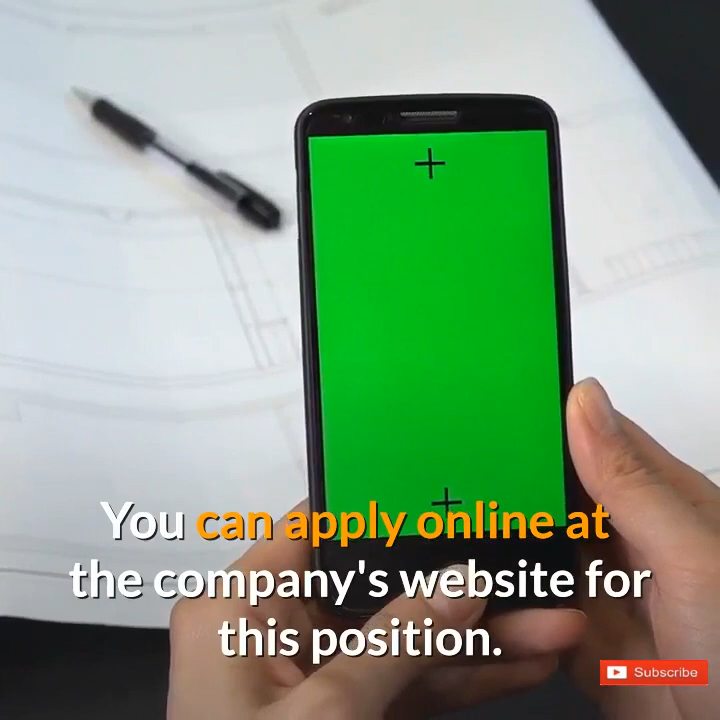 You can apply online at
the company's website for
this position.
Subscribe